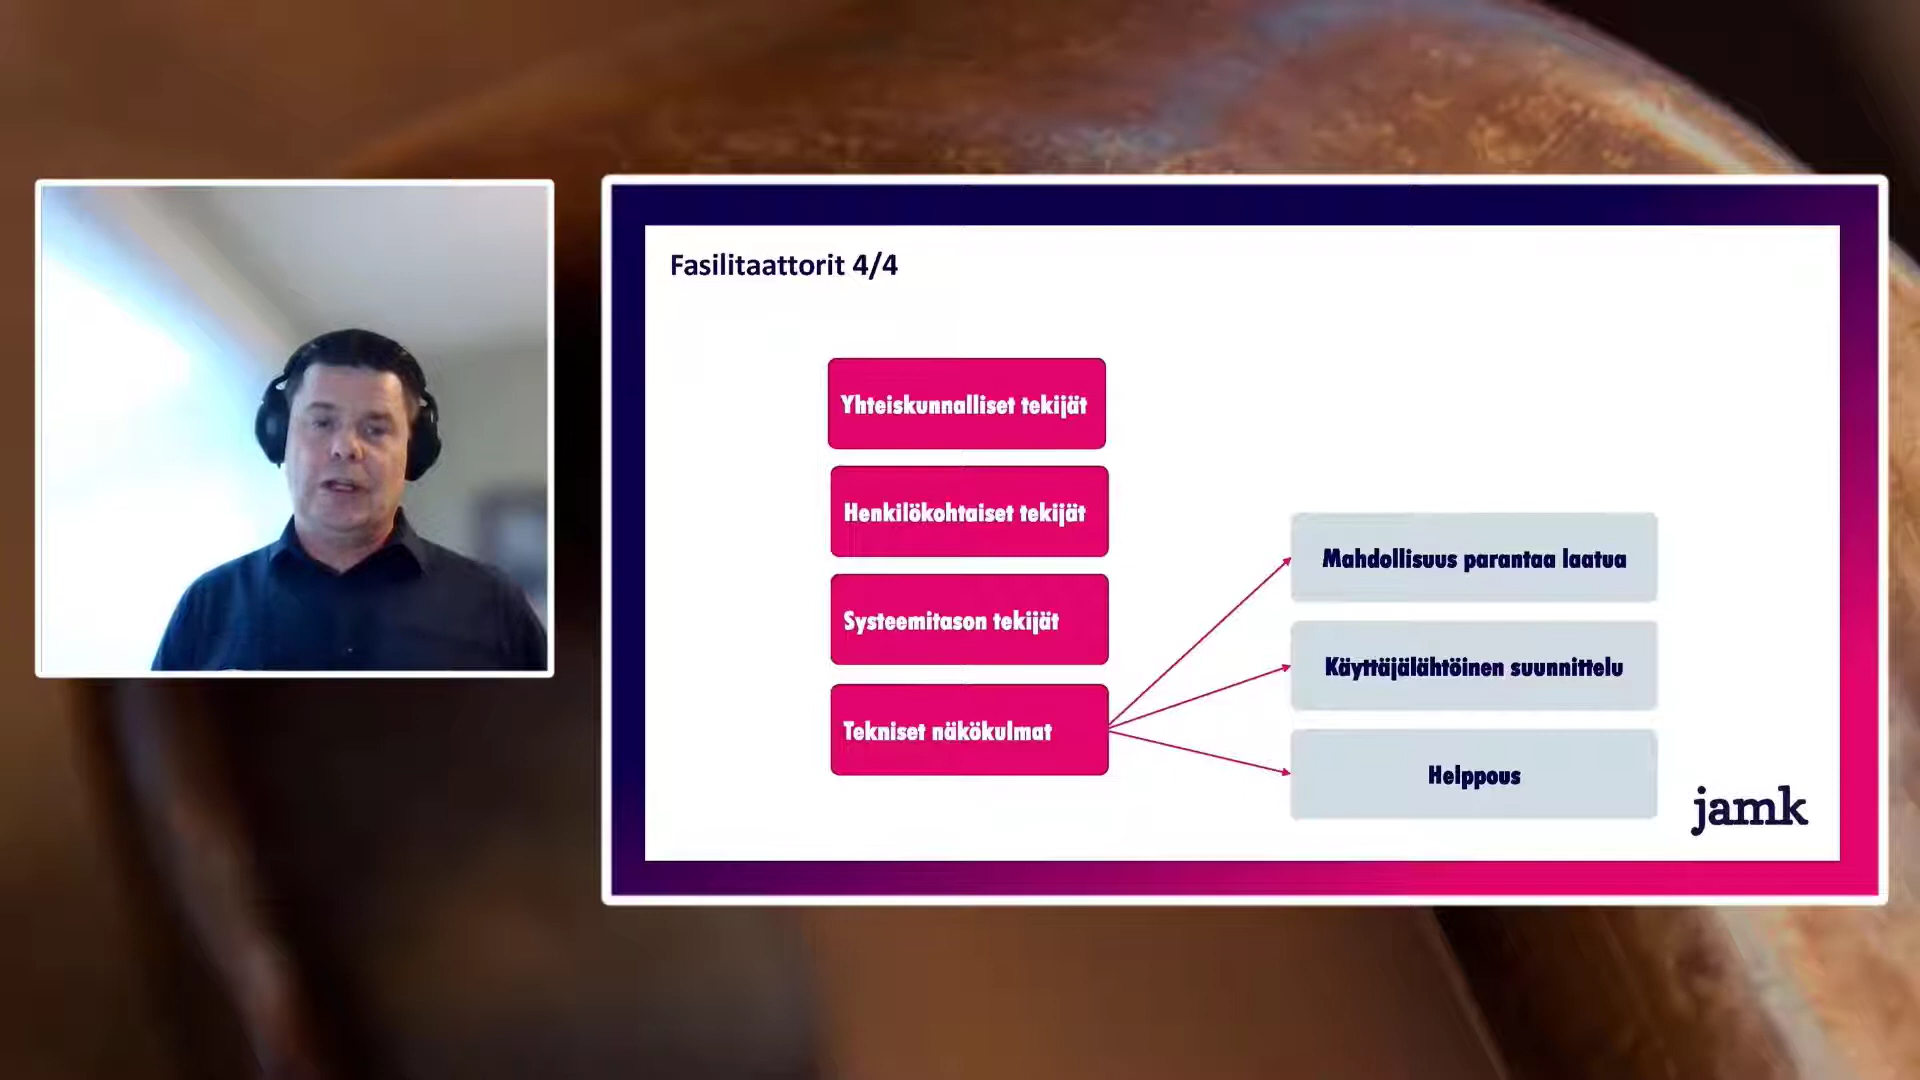 Fasilitaattorit 4/4
Yhteiskunnalliset tekijät
Henkilökohtaiset tekijät
Systeemitason tekijät
Tekniset näkökulmat
Mahdollisuus parantaa laatua
Käyttäjälähtöinen suunnittelu
Helppous
jamk